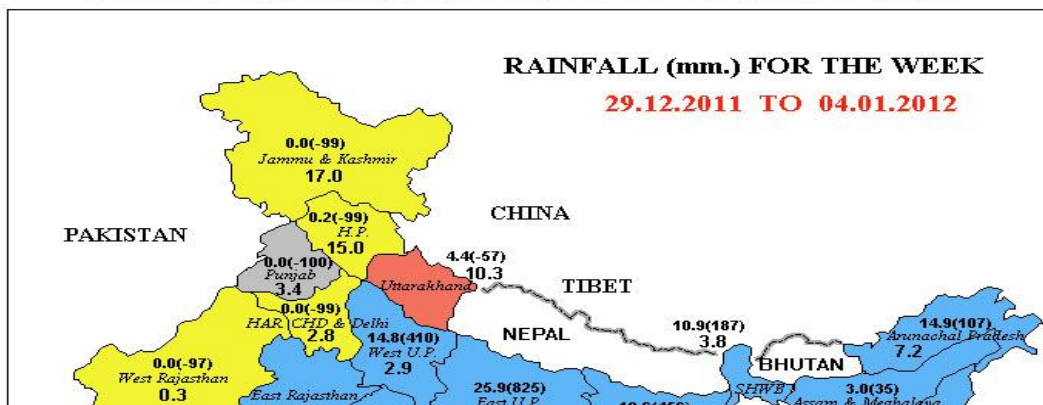 RAINFALL (mm.) FOR THE WEEK
29.12.2011 TO 04.01.2012
0.0(-99)
Jammu & Kashmir
17.0
CHINA
0.2(-99)
H.P.
15.0
PAKISTAN
0.0(-100)
Punjab
3.4
4.4(-57)
10.3
Uttarakhand
TIBET
0.0(-99)
HAR CHD & Delhi
2.8
NEPAL
14.8(410)
West U.P.
2.9
10.9(187)
3.8
BHUTAN
14.9(107)
Arunachal Pradesh
7.2
0.0(-97)
West Rajasthan
0.3
East Rajasthan
25.9(825)
East U.P.
SHWB
3.0(35)
Assam & Meghalaya